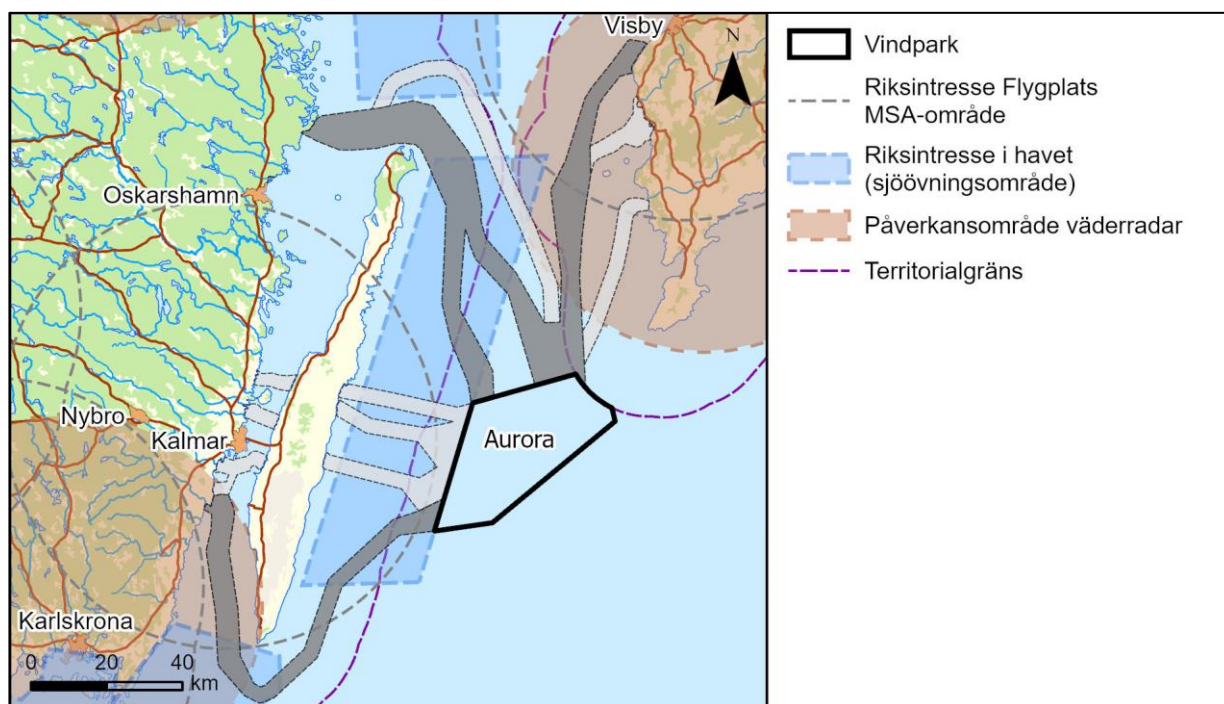 Visby
N
Oskarshamn
Nybro
Kalmar
Aurora
Karlskrona
0 20 40
km
Vindpark
Riksintresse Flygplats
MSA-område
Riksintresse i havet
(sjöövningsområde)
Påverkansområde väderradar
Territorialgräns